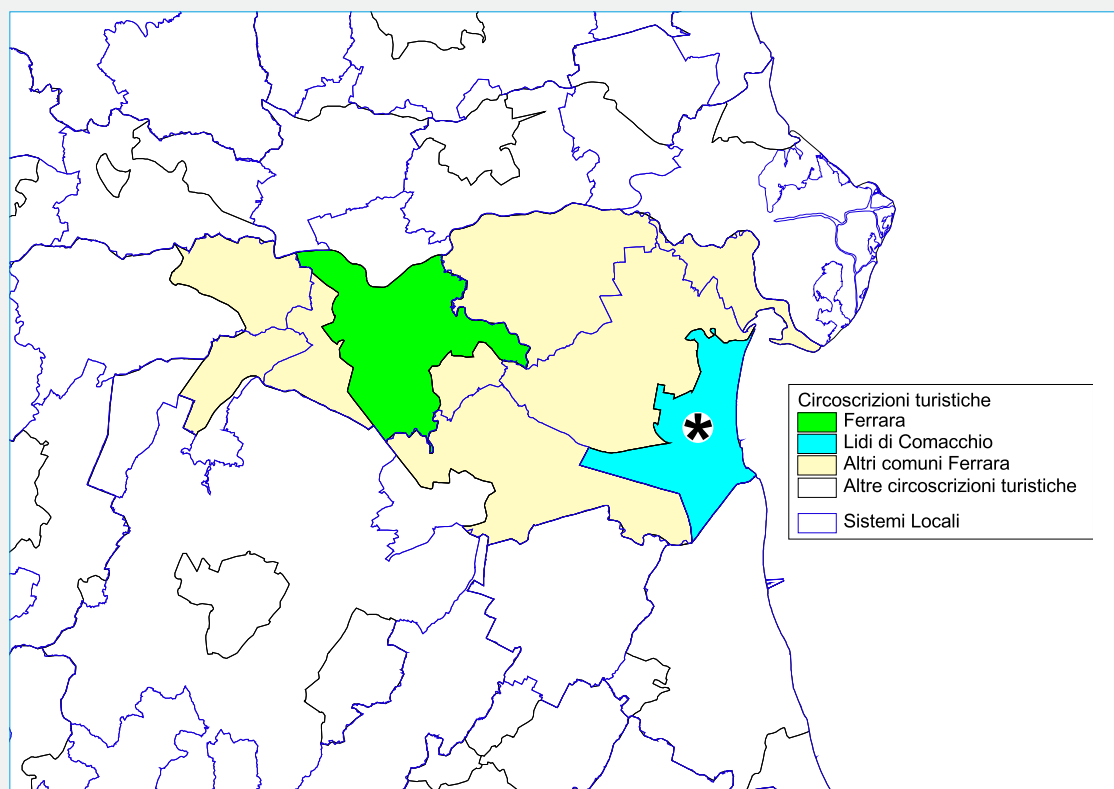 Circoscrizioni turistiche
Ferrara
Lidi di Comacchio
Altri comuni Ferrara
Altre circoscrizioni turistiche
Sistemi Locali